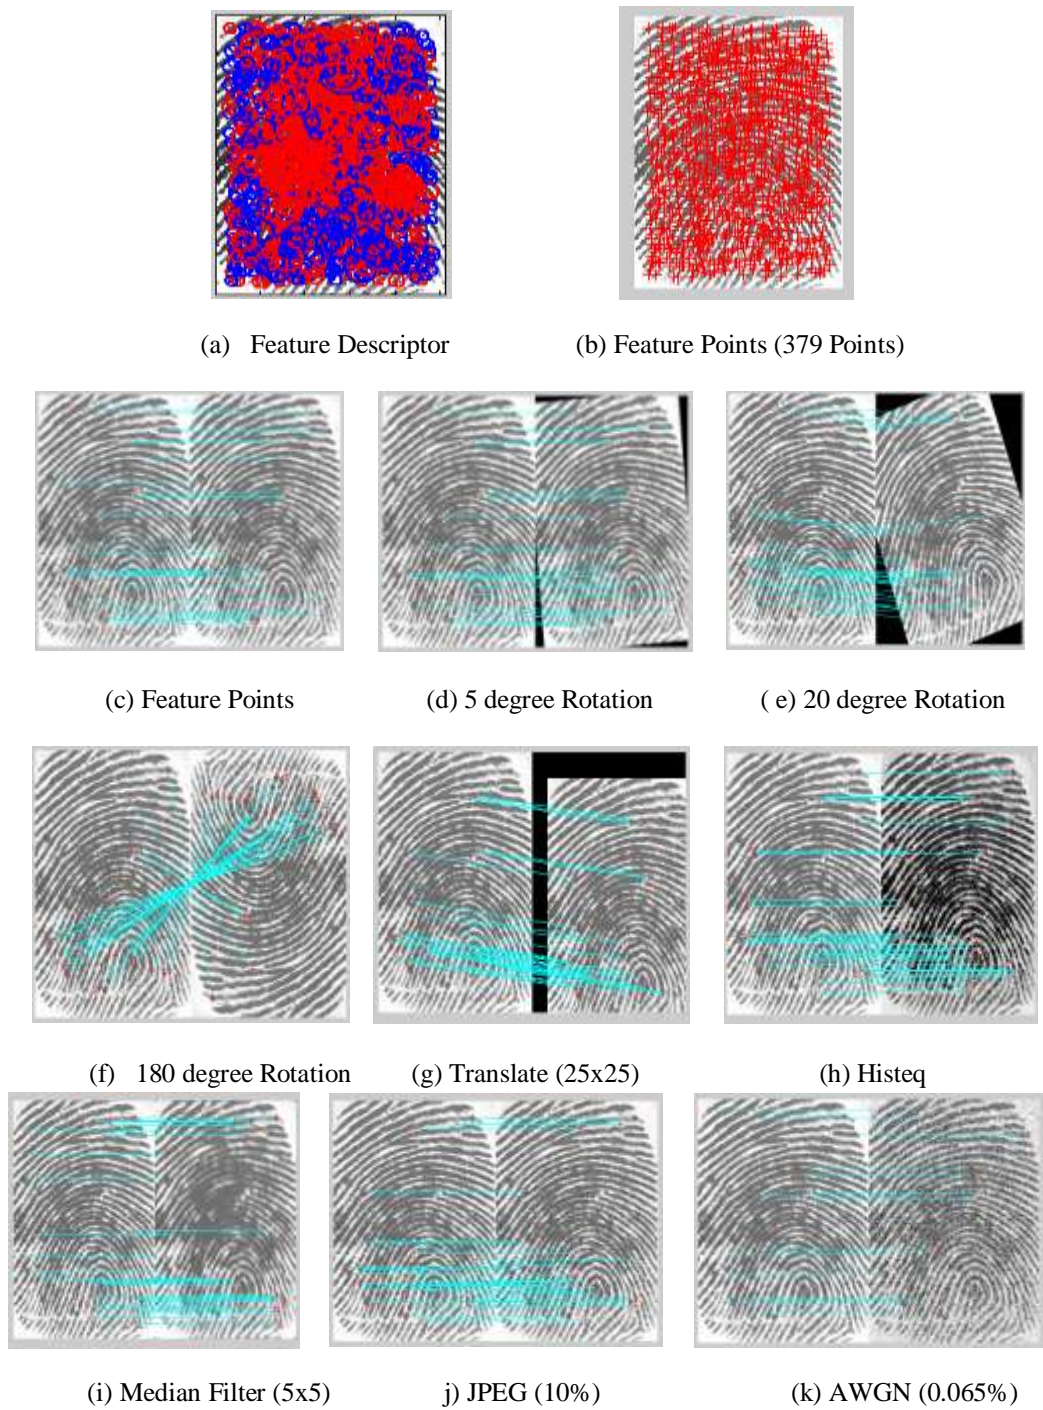 (a) Feature Descriptor
(b) Feature Points (379 Points)
(c) Feature Points
(d) 5 degree Rotation
( e) 20 degree Rotation
(f) 180 degree Rotation
(g) Translate (25x25)
(h) Histeq
(i) Median Filter (5x5)
j) JPEG (10%)
(k) AWGN (0.065%)